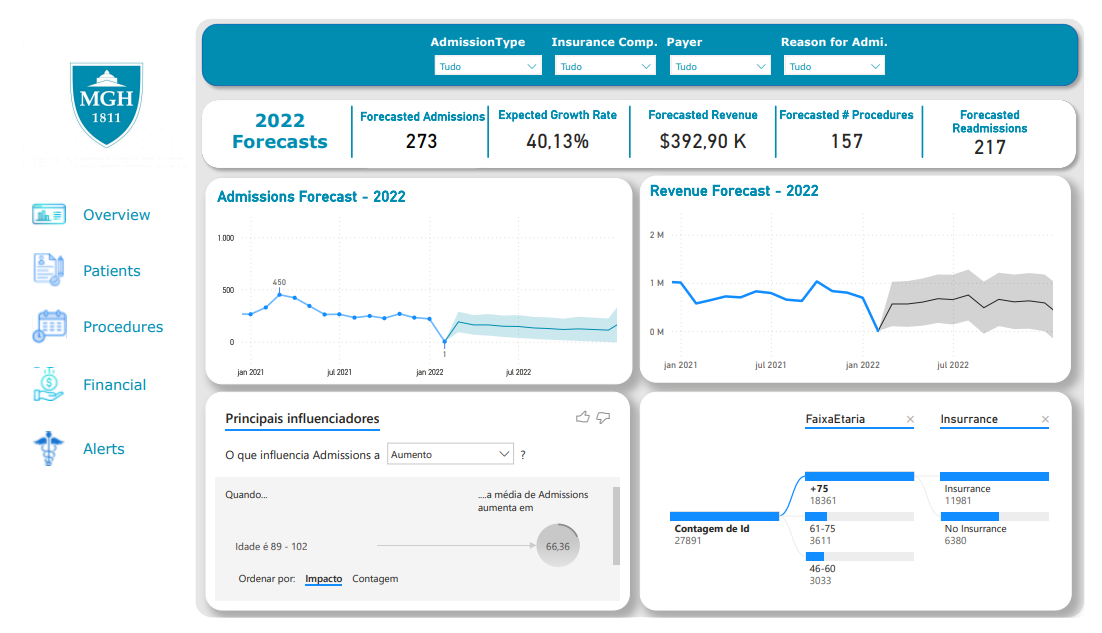 AdmissionType Insurance Comp. Payer Reason for Admi.
Tudo Tudo Tudo Tudo
MGH
1811
2022
Forecasts
Forecasted Admissions
273
Expected Growth Rate
40,13%
Forecasted Revenue
$392,90 K
Forecasted # Procedures
157
Forecasted
Readmissions
217
Overview
Patients
Procedures
Financial
Alerts
Admissions Forecast - 2022
1.000
500
0
450
1
jan 2021 jul 2021 jan 2022 jul 2022
Revenue Forecast - 2022
2 M
1 M
0 M
jan 2021 jul 2021 jan 2022 jul 2022
Principais influenciadores
O que influencia Admissions a Aumento ?
Quando...
....a média de Admissions
aumenta em
Idade é 89 - 102
66,36
Ordenar por: Impacto Contagem
FaixaEtaria Insurrance
Contagem de Id
27891
+75
18361
61-75
3611
46-60
3033
Insurrance
11981
No Insurrance
6380